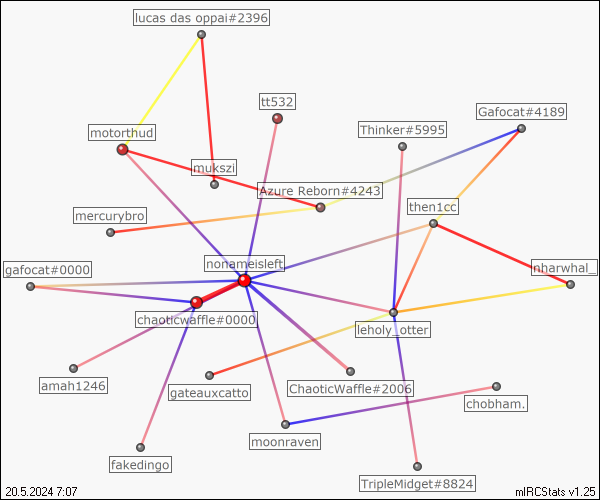 lucas das oppai#2396
tt532
Gafocat#4189
Thinker#5995
motorthud
mukszi
Azure Reborn#4243
then1cc
mercurybro
nonameisleft
gafocat#0000
nharwhal_
chaoticwaffle#0000
leholy_otter
amah1246
gateauxcatto
ChaoticWaffle#2006
chobham.
moonraven
fakedingo
TripleMidget#8824
20.5.2024 7:07
mIRCStats v1.25